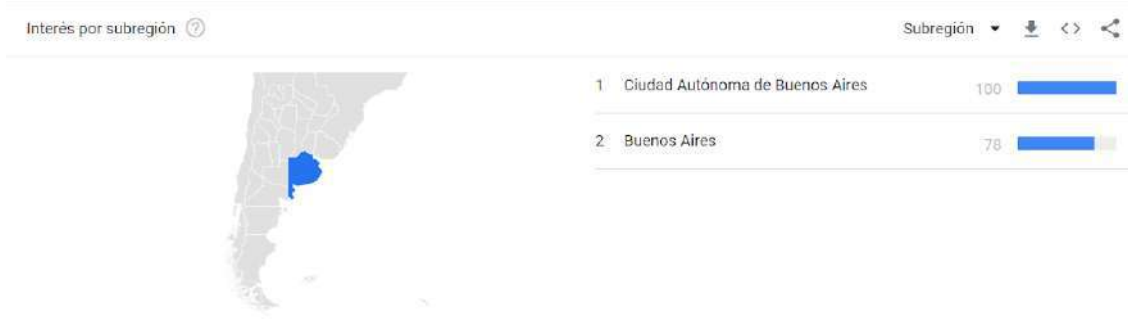 Interés por subregión ?
Subregión
1 Ciudad Autónoma de Buenos Aires 100
2 Buenos Aires 78